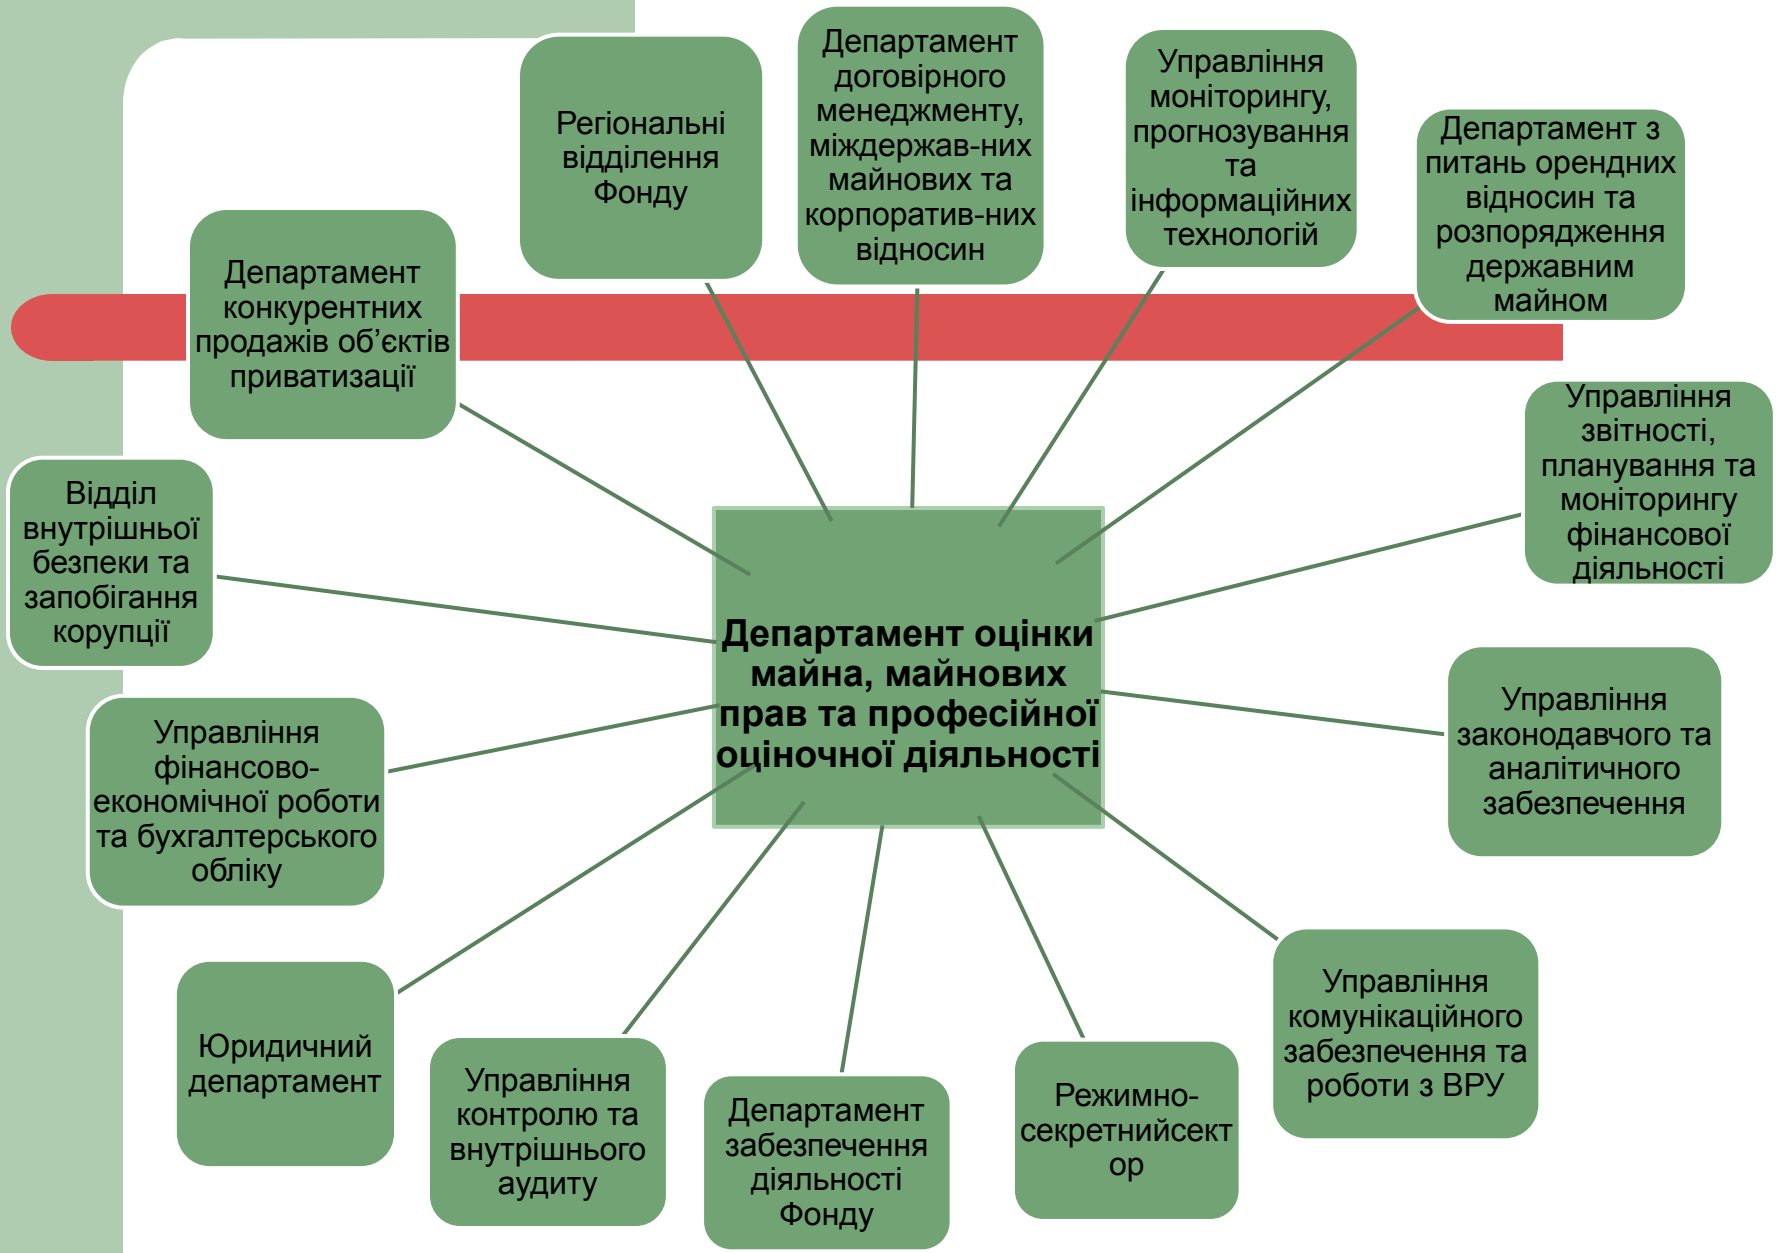 Регіональні
відділення
Фонду
Департамент
договірного
менеджменту,
міждержав-них
майнових та
корпоратив-них
відносин
Управління
моніторингу,
прогнозування
та
інформаційних
технологій
Департамент з
питань орендних
відносин та
розпорядження
державним
майном
Департамент
конкурентних
продажів об’єктів
приватизації
Управління
звітності,
планування та
моніторингу
фінансової
діяльності
Відділ
внутрішньої
безпеки та
запобігання
корупції
Департамент оцінки
майна, майнових
прав та професійної
оціночної діяльності
Управління
законодавчого та
аналітичного
забезпечення
Управління
фінансово-
економічної роботи
та бухгалтерського
обліку
Управління
комунікаційного
забезпечення та
роботи з ВРУ
Юридичний
департамент
Управління
контролю та
внутрішнього
аудиту
Департамент
забезпечення
діяльності
Фонду
Режимно-
секретнийсект
ор